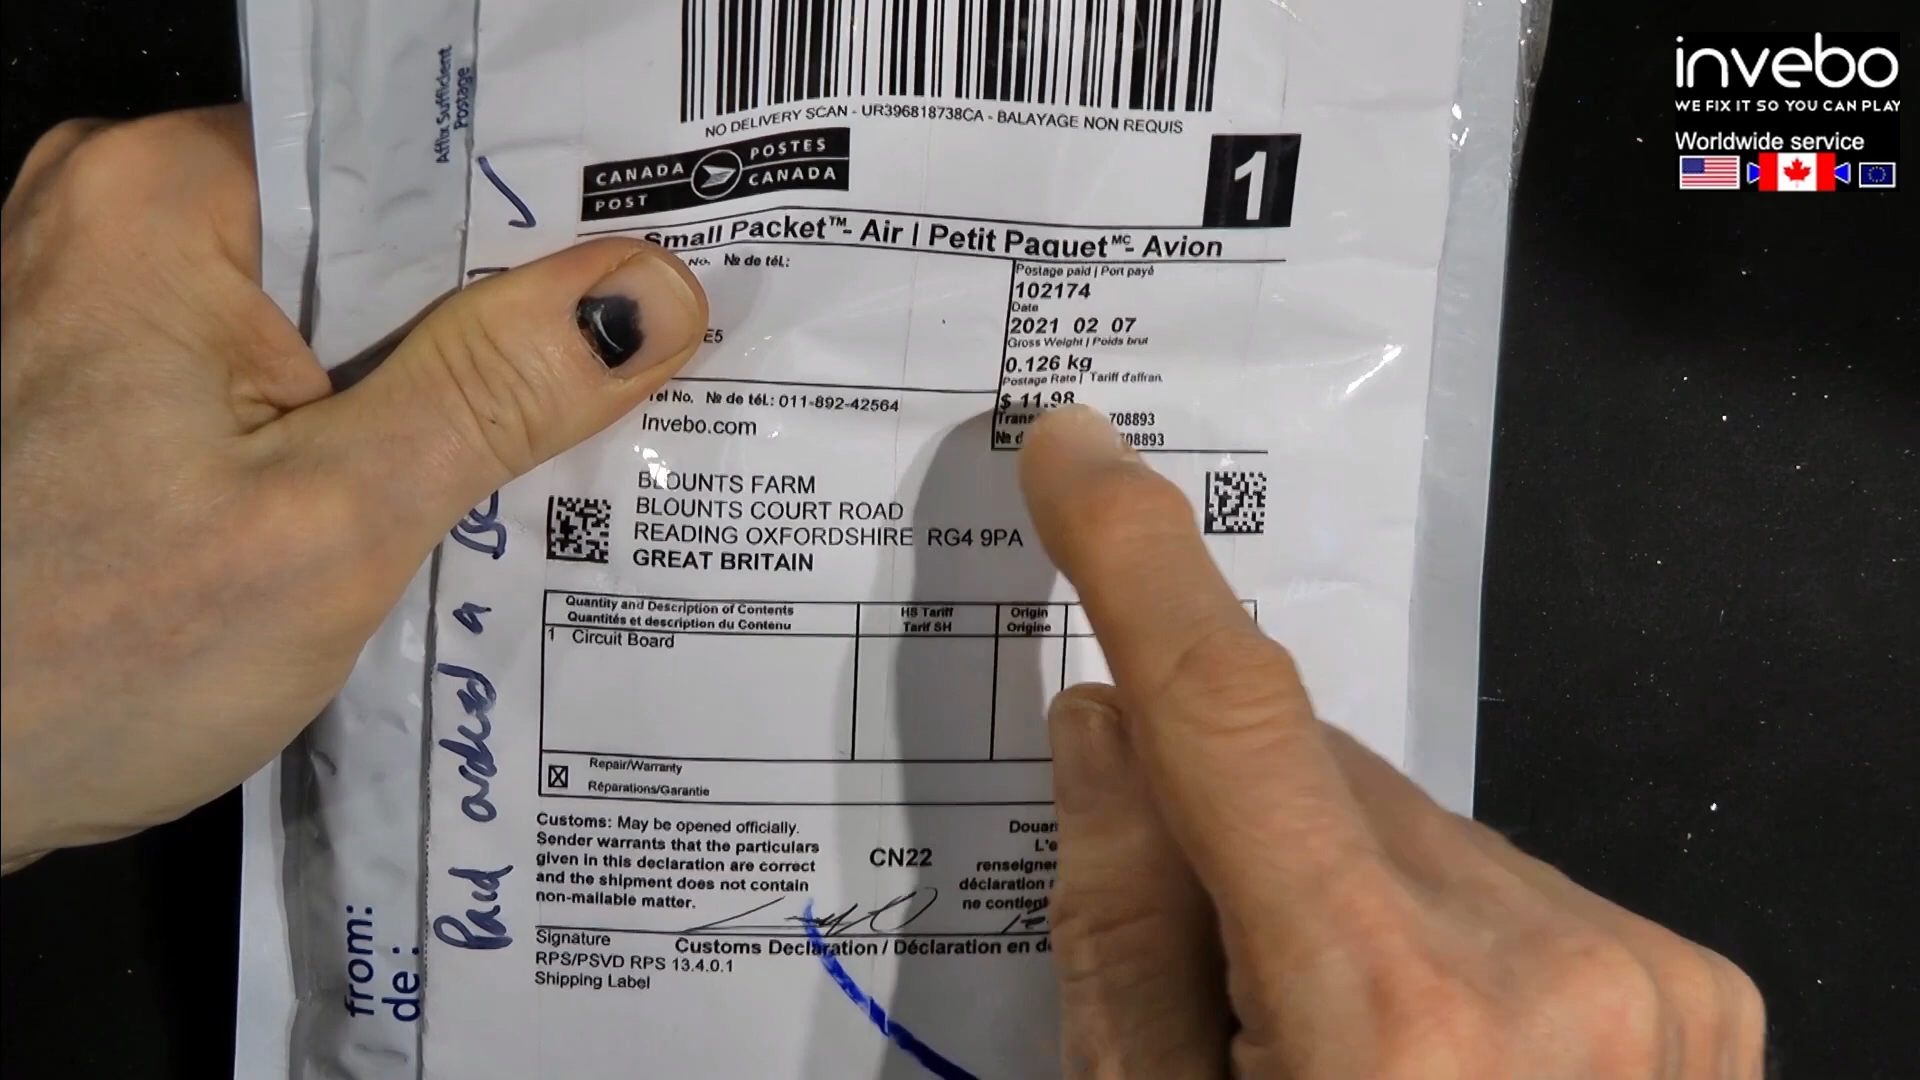 invebo
WE FIX IT SO YOU CAN PLAY
Worldwide service
Affix Sufficient
Postage
NO DELIVERY SCAN - UR396818738CA - BALAYAGE NON REQUIS
CANADA POST
POSTES CANADA
1
Small Packet™- Air | Petit Paquet MC- Avion
No. № de tél.:
E5
Postage paid | Port payé
102174
Date
2021 02 07
Gross Weight | Poids brut
0.126 kg
Postage Rate | Tariff d'affran.
$ 11.98
708893
708893
Tel No. № de tél.: 011-892-42564
Invebo.com
BLOUNTS FARM
BLOUNTS COURT ROAD
READING OXFORDSHIRE RG4 9PA
GREAT BRITAIN
Quantity and Description of Contents
Quantités et description du Contenu
HS Tariff
Tarif SH
Origin
Origine
1 Circuit Board
Repair/Warranty
Réparations/Garantie
Customs: May be opened officially.
Sender warrants that the particulars
given in this declaration are correct
and the shipment does not contain
non-mailable matter.
CN22
Signature
Customs Declaration / Déclaration en
RPS/PSVD RPS 13.4.0.1
Shipping Label
Paid added a
from:
de :